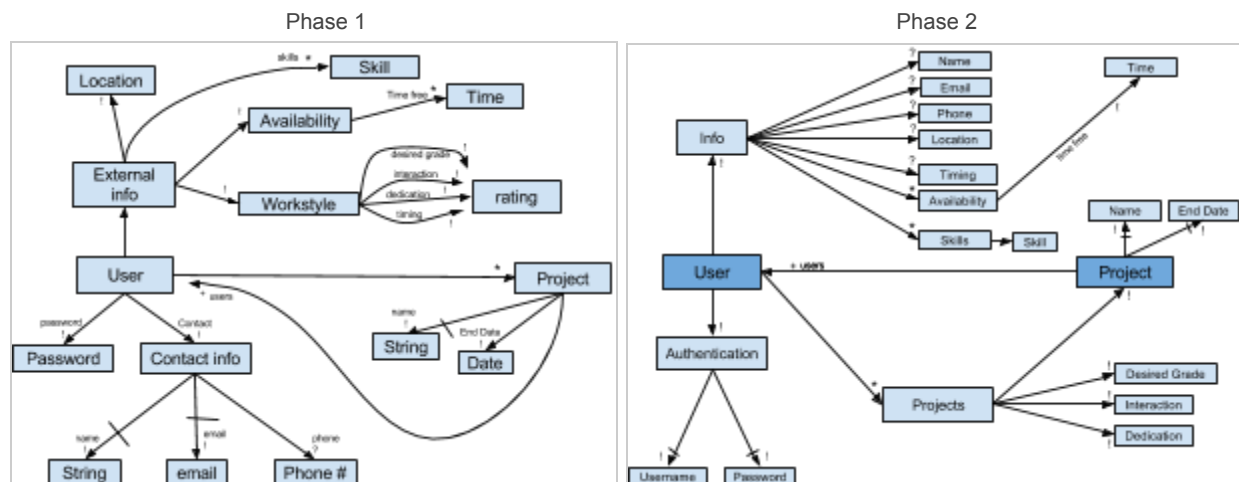 Phase 1
Phase 2
skills *
Skill
Location
!
!
Availability
Time free *
Time
External
info
!
Workstyle
desired grade !
interaction !
dedication !
timing !
rating
User
*
Project
+ users
password
!
Contact
!
name
!
End Date
!
String
Date
Password
Contact info
name
!
email
!
phone
?
String
email
Phone #
?
Name
?
Email
?
Phone
?
Location
?
Timing
*
Availability
*
Skills
Skill
Info
!
Time
!
time free
Name
End Date
!
!
User
+ users
Project
!
!
Authentication
*
Projects
!
Desired Grade
!
Interaction
!
Dedication
!
!
Username
Password